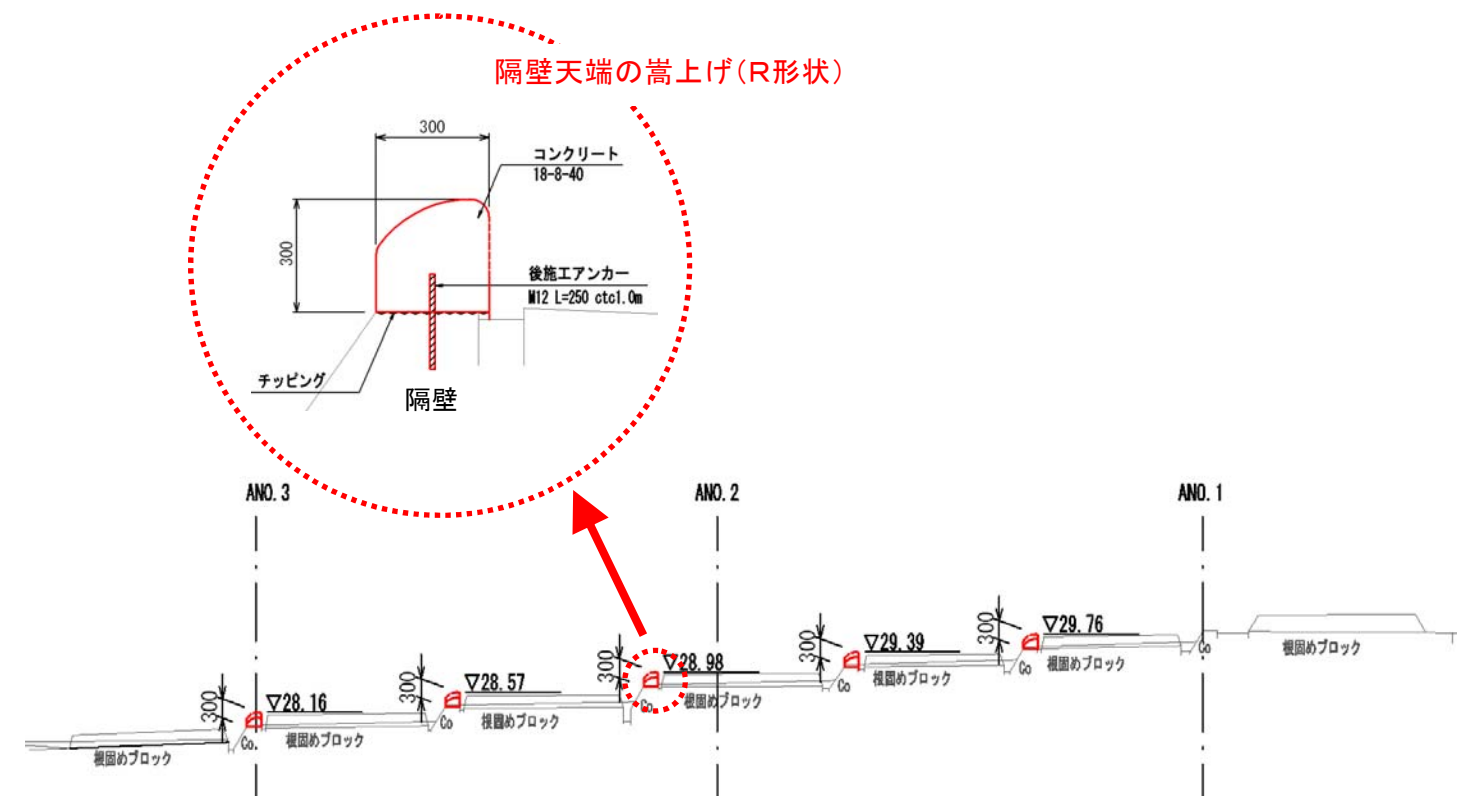 隔壁天端の嵩上げ(R形状)
300
コンクリート
18-8-40
300
後施工アンカー
M12 L=250 ctc1.0m
チッピング
隔壁
ANO.3
ANO.2
ANO.1
300
▽28.16
Co.
根固めブロック
根固めブロック
300
▽28.57
Co
根固めブロック
300
▽28.98
Co.
根固めブロック
300
▽29.39
Co
根固めブロック
300
▽29.76
Co
根固めブロック
Co
根固めブロック